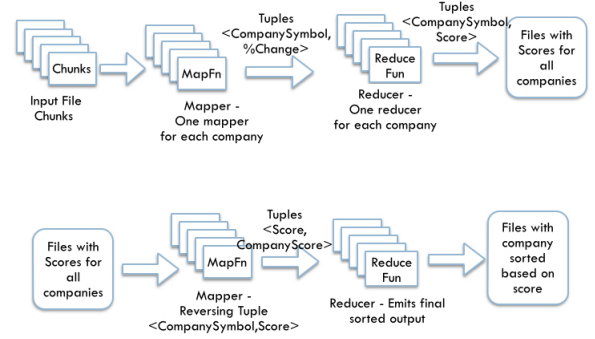 Tuples
<CompanySymbol,
%Change>
Tuples
<CompanySymbol,
Score>
Chunks
MapFn
Reduce
Fun
Files with
Scores for
all
companies
Input File
Chunks
Mapper -
One mapper
for each company
Reducer -
One reducer
for each company
Tuples
<Score,
CompanyScore>
Files with
Scores for
all
companies
MapFn
Reduce
Fun
Files with
company
sorted
based on
score
Mapper -
Reversing Tuple
<CompanySymbol,Score>
Reducer - Emits final
sorted output